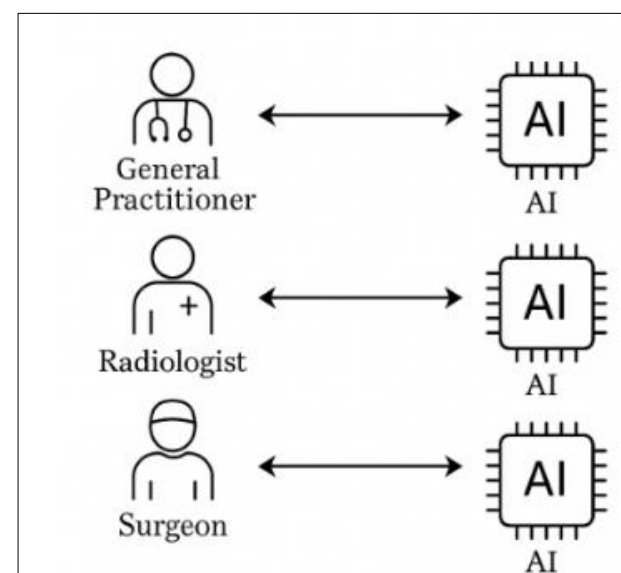 AI
General
Practitioner
AI
AI
Radiologist
AI
AI
Surgeon
AI